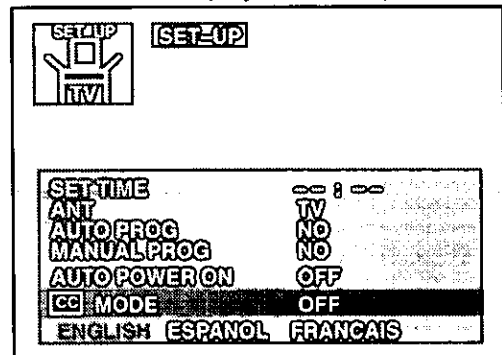 SET-UP SET-UP
TV
SET TIME -- : --
ANT TV
AUTO PROG NO
MANUAL PROG NO
AUTO POWER ON OFF
CC MODE OFF
ENGLISH ESPANOL FRANCAIS